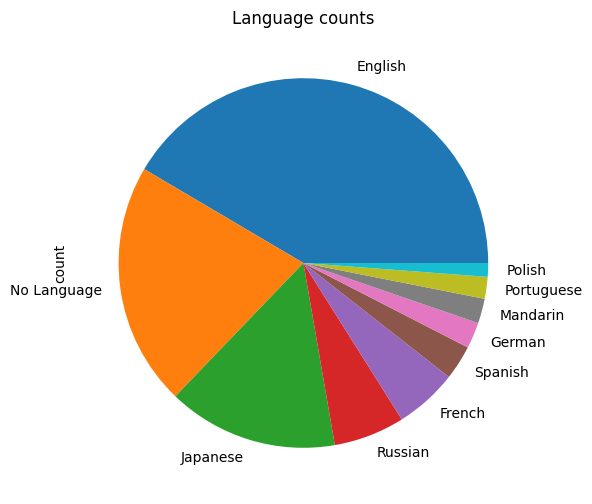 Language counts
English
count
No Language
Japanese
Russian
French
Spanish
German
Mandarin
Portuguese
Polish